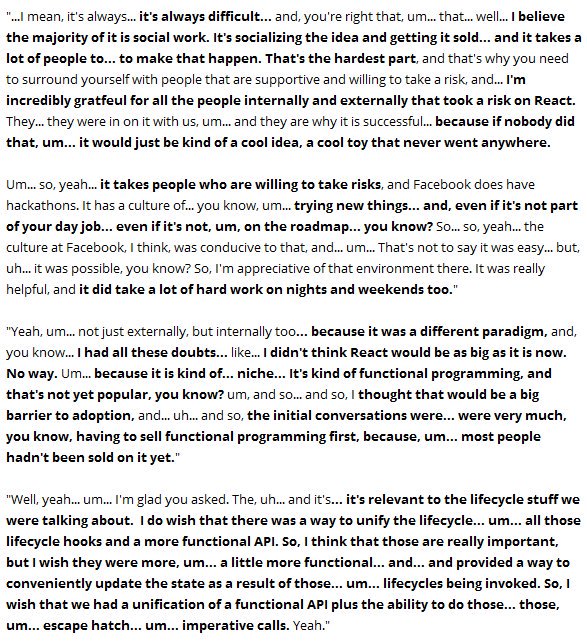 "...I mean, it's always... it's always difficult... and, you're right that, um... that... well... I believe
the majority of it is social work. It's socializing the idea and getting it sold... and it takes a
lot of people to... to make that happen. That's the hardest part, and that's why you need
to surround yourself with people that are supportive and willing to take a risk, and... I'm
incredibly gratfeul for all the people internally and externally that took a risk on React.
They... they were in on it with us, um... and they are why it is successful... because if nobody did
that, um... it would just be kind of a cool idea, a cool toy that never went anywhere.
Um... so, yeah... it takes people who are willing to take risks, and Facebook does have
hackathons. It has a culture of... you know, um... trying new things... and, even if it's not part
of your day job... even if it's not, um, on the roadmap... you know? So... so, yeah... the
culture at Facebook, I think, was conducive to that, and... um... That's not to say it was easy... but,
uh... it was possible, you know? So, I'm appreciative of that environment there. It was really
helpful, and it did take a lot of hard work on nights and weekends too."
"Yeah, um... not just externally, but internally too... because it was a different paradigm, and,
you know... I had all these doubts... like... I didn't think React would be as big as it is now.
No way. Um... because it is kind of... niche... It's kind of functional programming, and
that's not yet popular, you know? um, and so... and so, I thought that would be a big
barrier to adoption, and... uh... and so, the initial conversations were... were very much,
you know, having to sell functional programming first, because, um... most people
hadn't been sold on it yet."
"Well, yeah... um... I'm glad you asked. The, uh... and it's... it's relevant to the lifecycle stuff we
were talking about.  I do wish that there was a way to unify the lifecycle... um... all those
lifecycle hooks and a more functional API. So, I think that those are really important,
but I wish they were more, um... a little more functional... and... and provided a way to
conveniently update the state as a result of those... um... lifecycles being invoked. So, I
wish that we had a unification of a functional API plus the ability to do those... those,
um... escape hatch... um... imperative calls. Yeah."